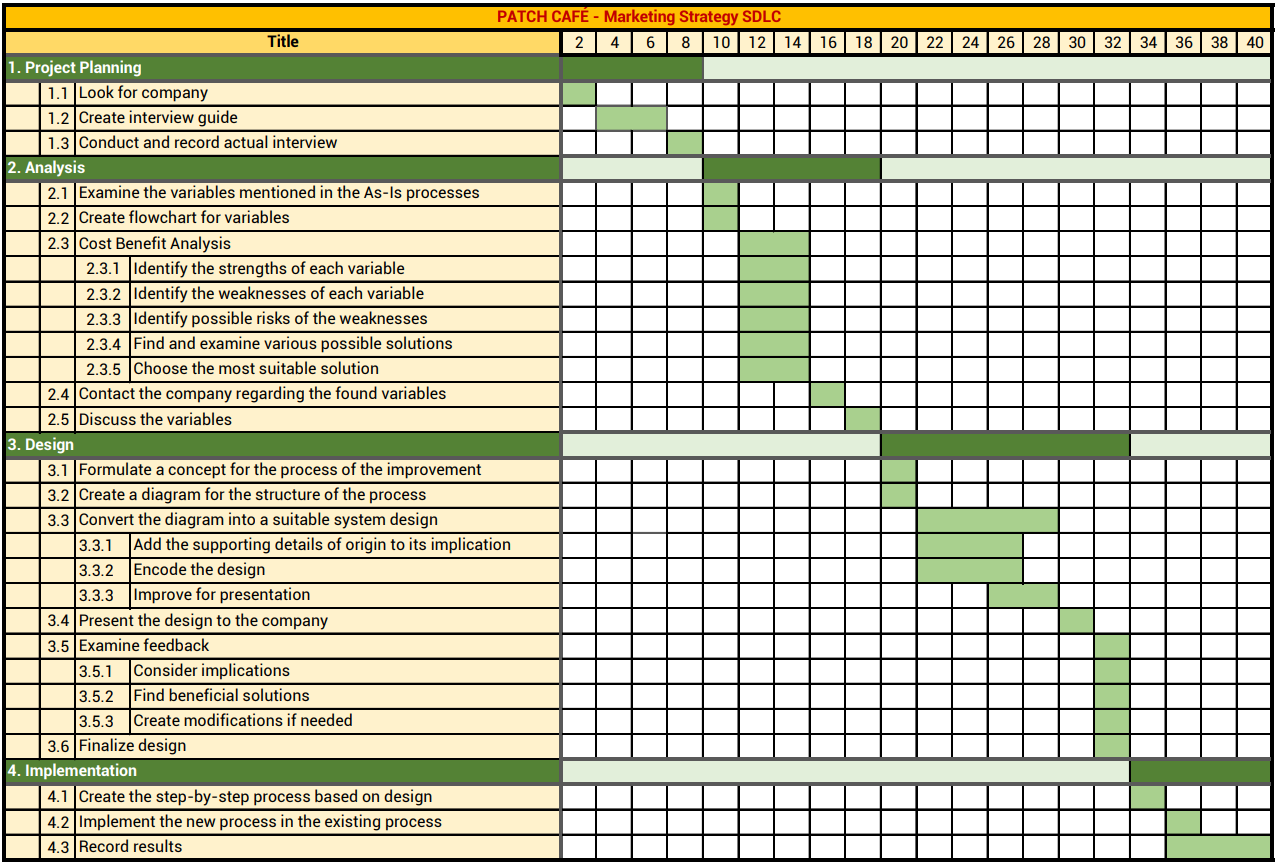 PATCH CAFÉ - Marketing Strategy SDLC
Title 2 4 6 8 10 12 14 16 18 20 22 24 26 28 30 32 34 36 38 40
1. Project Planning
1.1 Look for company
1.2 Create interview guide
1.3 Conduct and record actual interview
2. Analysis
2.1 Examine the variables mentioned in the As-Is processes
2.2 Create flowchart for variables
2.3 Cost Benefit Analysis
2.3.1 Identify the strengths of each variable
2.3.2 Identify the weaknesses of each variable
2.3.3 Identify possible risks of the weaknesses
2.3.4 Find and examine various possible solutions
2.3.5 Choose the most suitable solution
2.4 Contact the company regarding the found variables
2.5 Discuss the variables
3. Design
3.1 Formulate a concept for the process of the improvement
3.2 Create a diagram for the structure of the process
3.3 Convert the diagram into a suitable system design
3.3.1 Add the supporting details of origin to its implication
3.3.2 Encode the design
3.3.3 Improve for presentation
3.4 Present the design to the company
3.5 Examine feedback
3.5.1 Consider implications
3.5.2 Find beneficial solutions
3.5.3 Create modifications if needed
3.6 Finalize design
4. Implementation
4.1 Create the step-by-step process based on design
4.2 Implement the new process in the existing process
4.3 Record results